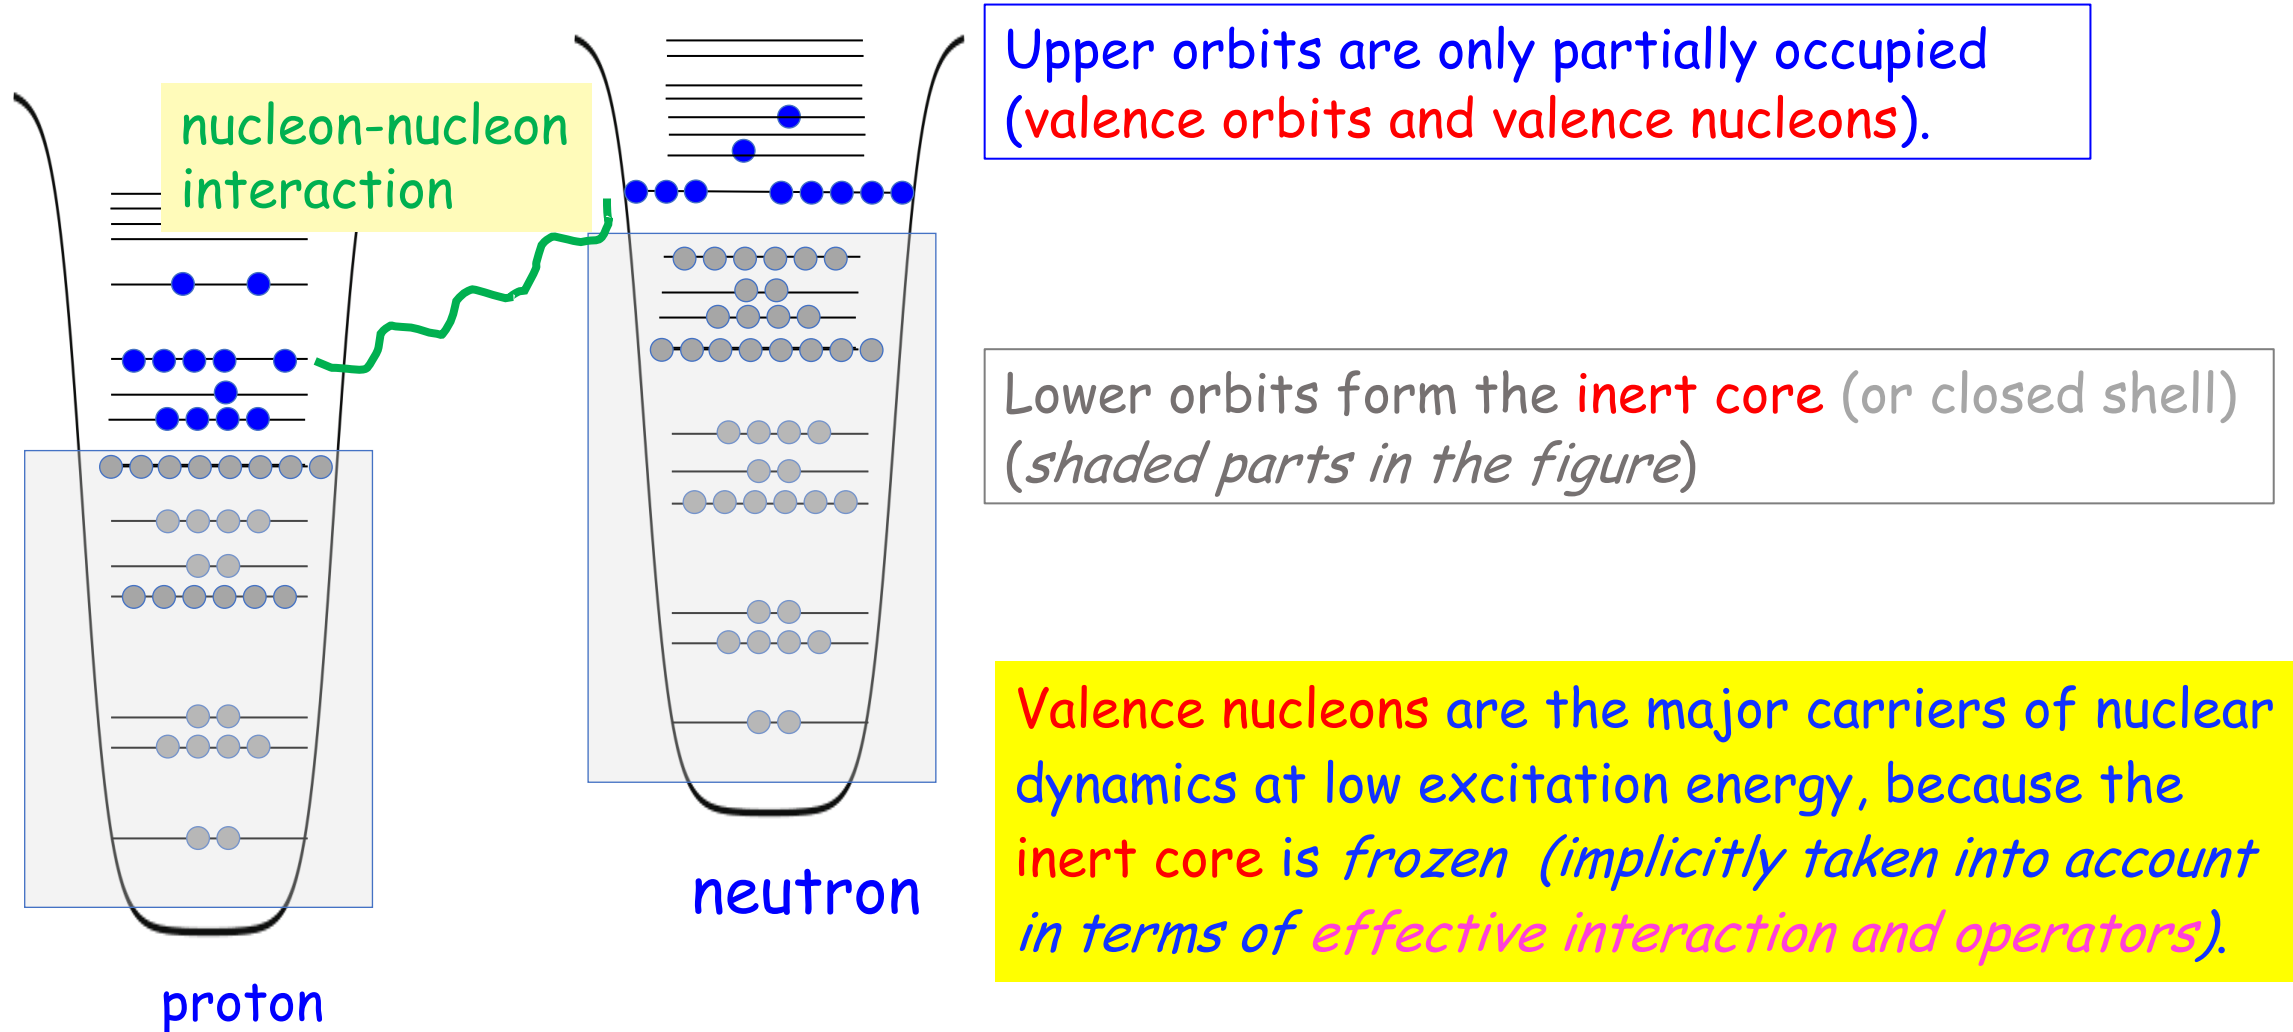 nucleon-nucleon
interaction
proton
neutron
Upper orbits are only partially occupied
(valence orbits and valence nucleons).
Lower orbits form the inert core (or closed shell)
(shaded parts in the figure)
Valence nucleons are the major carriers of nuclear
dynamics at low excitation energy, because the
inert core is frozen (implicitly taken into account
in terms of effective interaction and operators).